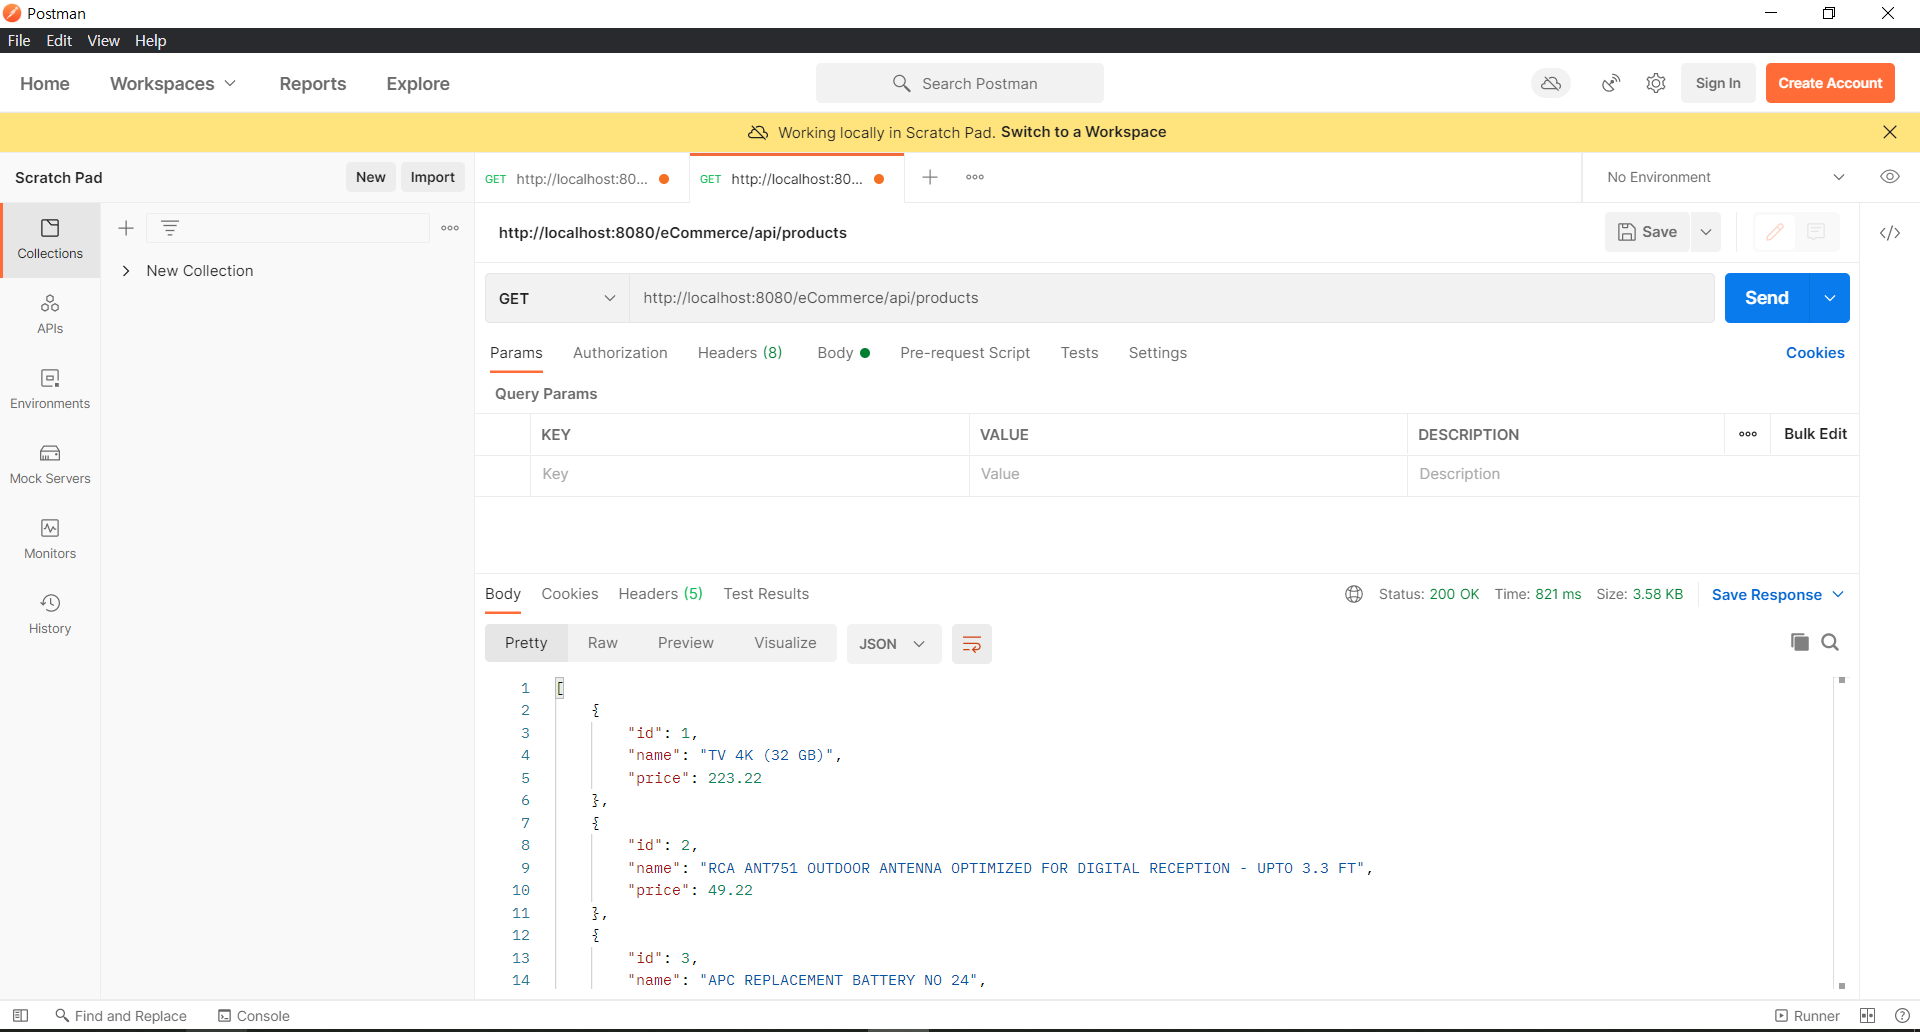 Postman
File Edit View Help
Home Workspaces Reports Explore Search Postman Sign In Create Account
Working locally in Scratch Pad. Switch to a Workspace
Scratch Pad New Import GET http://localhost:80... GET http://localhost:80... No Environment
http://localhost:8080/eCommerce/api/products Save
Collections
New Collection
GET http://localhost:8080/eCommerce/api/products Send
APIs
Params Authorization Headers (8) Body Pre-request Script Tests Settings Cookies
Environments
Query Params
KEY VALUE DESCRIPTION Bulk Edit
Key Value Description
Mock Servers
Monitors
History
Body Cookies Headers (5) Test Results Status: 200 OK Time: 821 ms Size: 3.58 KB Save Response
Pretty Raw Preview Visualize JSON
1 [
2 {
3 "id": 1,
4 "name": "TV 4K (32 GB)",
5 "price": 223.22
6 },
7 {
8 "id": 2,
9 "name": "RCA ANT751 OUTDOOR ANTENNA OPTIMIZED FOR DIGITAL RECEPTION - UPTO 3.3 FT",
10 "price": 49.22
11 },
12 {
13 "id": 3,
14 "name": "APC REPLACEMENT BATTERY NO 24",
Find and Replace Console Runner